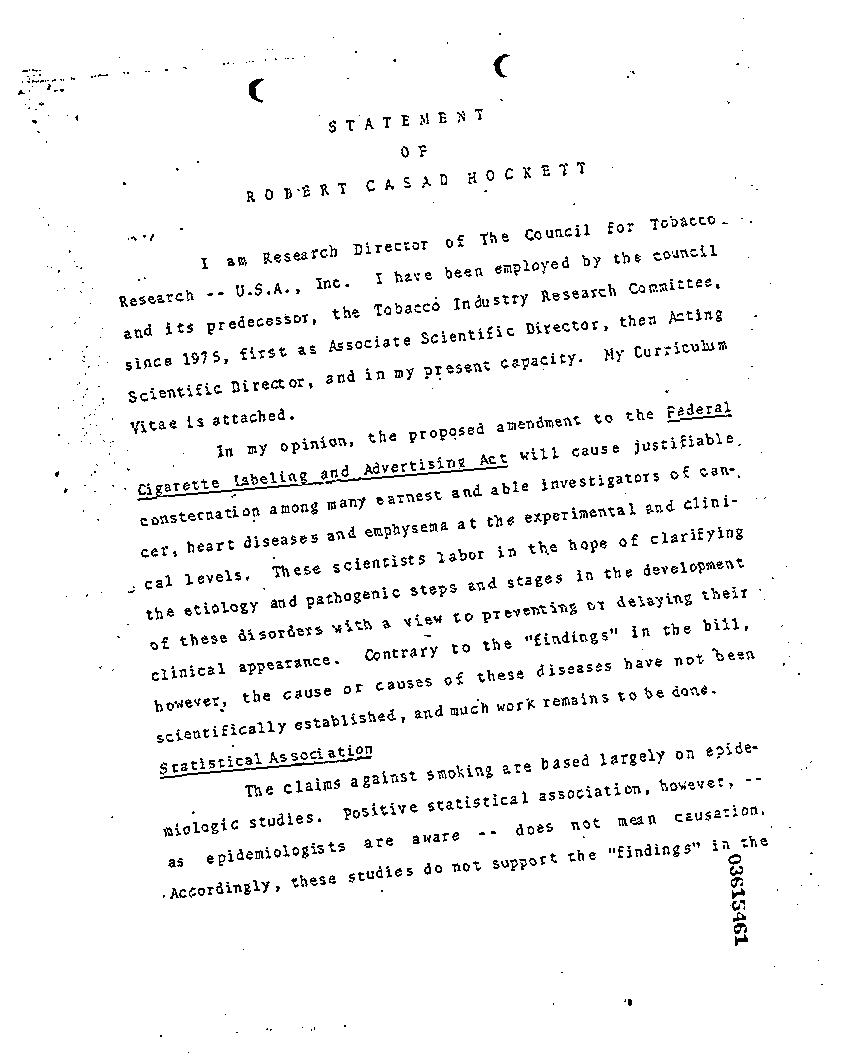 STATEMENT
OF
ROBERT CASAD HOCKETT
I am Research Director of The Council for Tobacco
Research -- U.S.A., Inc. I have been employed by the council
and its predecessor, the Tobacco Industry Research Committee,
since 1975, first as Associate Scientific Director, then Acting
Scientific Director, and in my present capacity. My Curriculum
Vitae is attached.
In my opinion, the proposed amendment to the Federal
Cigarette Labeling and Advertising Act will cause justifiable
consternation among many earnest and able investigators of can-
cer, heart diseases and emphysema at the experimental and clini-
cal levels. These scientists labor in the hope of clarifying
the etiology and pathogenic steps and stages in the development
of these disorders with a view to preventing or delaying their
clinical appearance. Contrary to the "findings" in the bill,
however, the cause or causes of these diseases have not been
scientifically established, and much work remains to be done.
Statistical Association
The claims against smoking are based largely on epide-
miologic studies. Positive statistical association, however, --
as epidemiologists are aware -- does not mean causation.
Accordingly, these studies do not support the "findings" in the
03615461